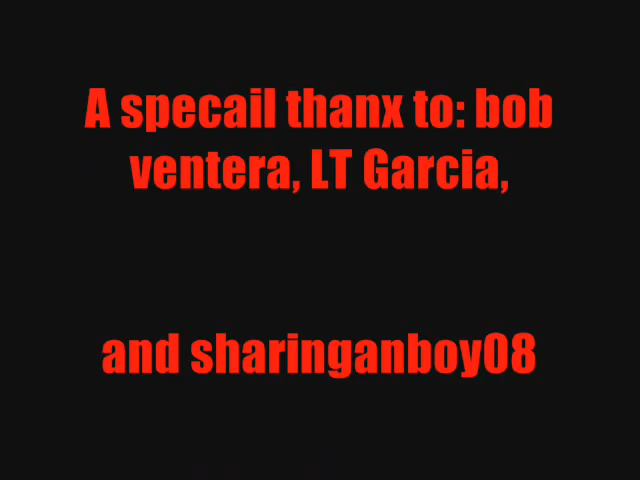 A specail thanx to: bob
ventera, LT Garcia,
and sharinganboy08